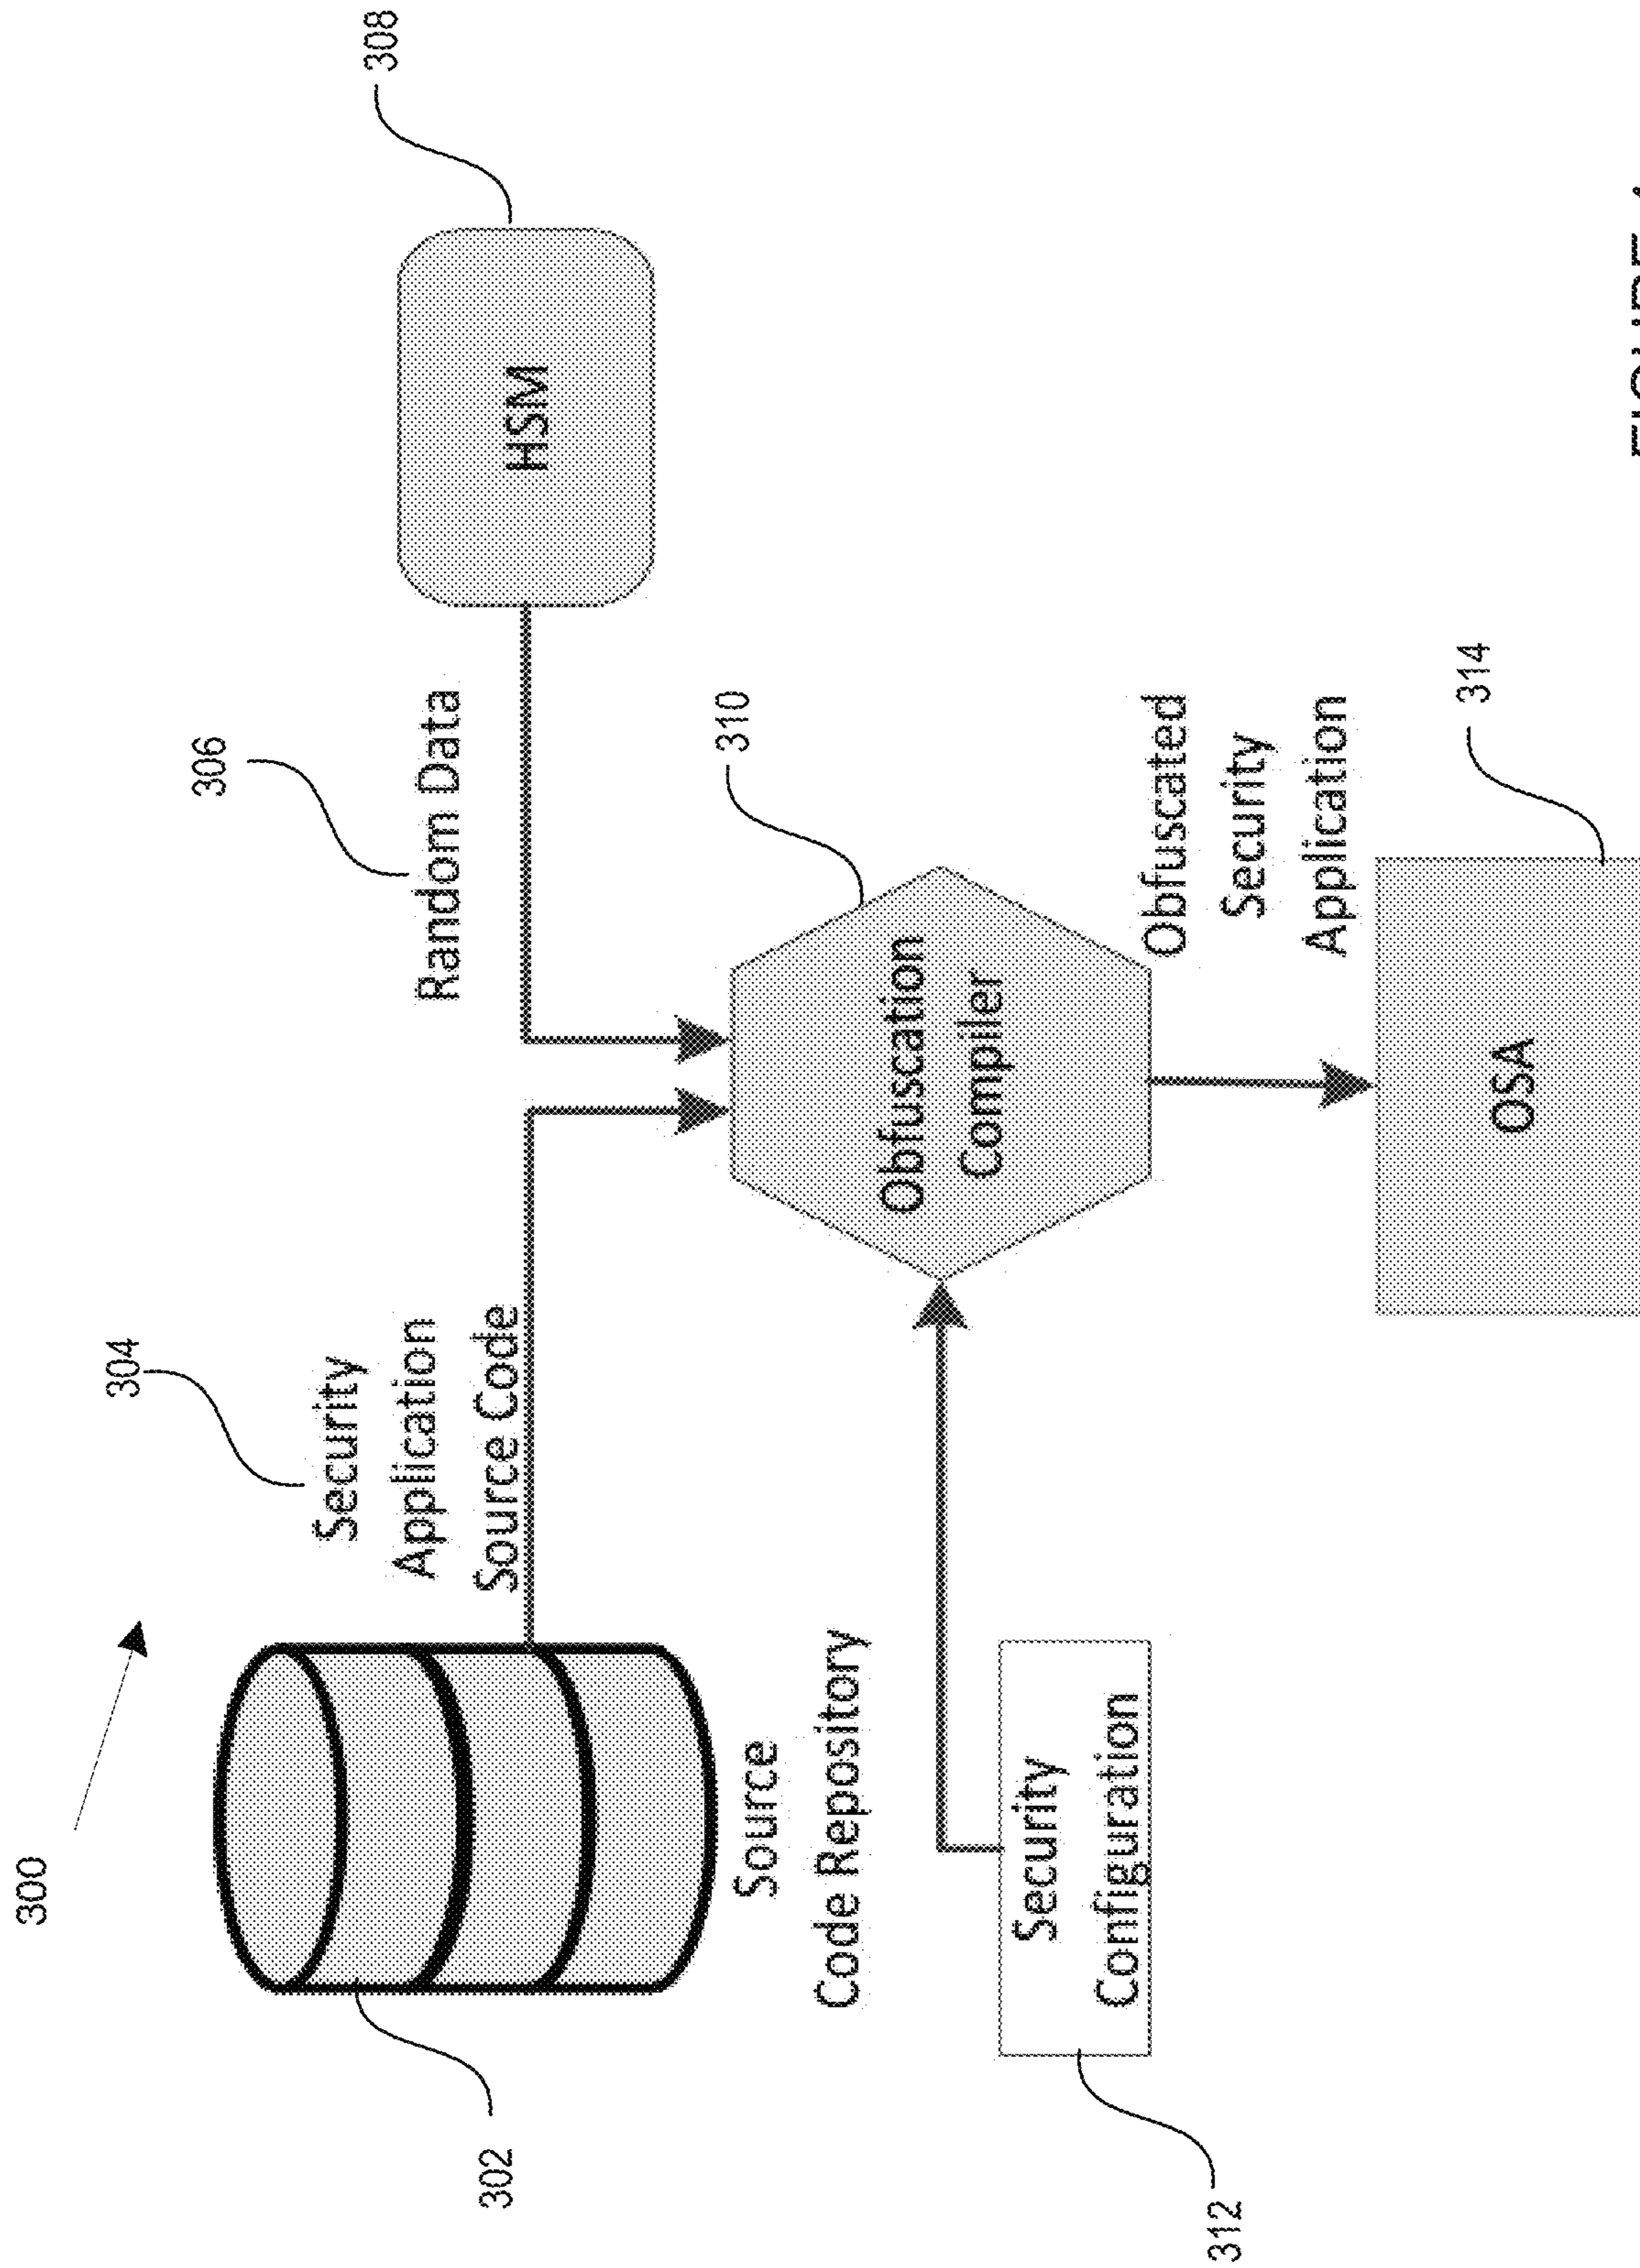 300
304
Security
Application
Source Code
306
Random Data
308
HSM
302
Source
Code Repository
310
Obfuscation
Compiler
312
Security
Configuration
Obfuscated
Security
Application
314
OSA
FIGURE